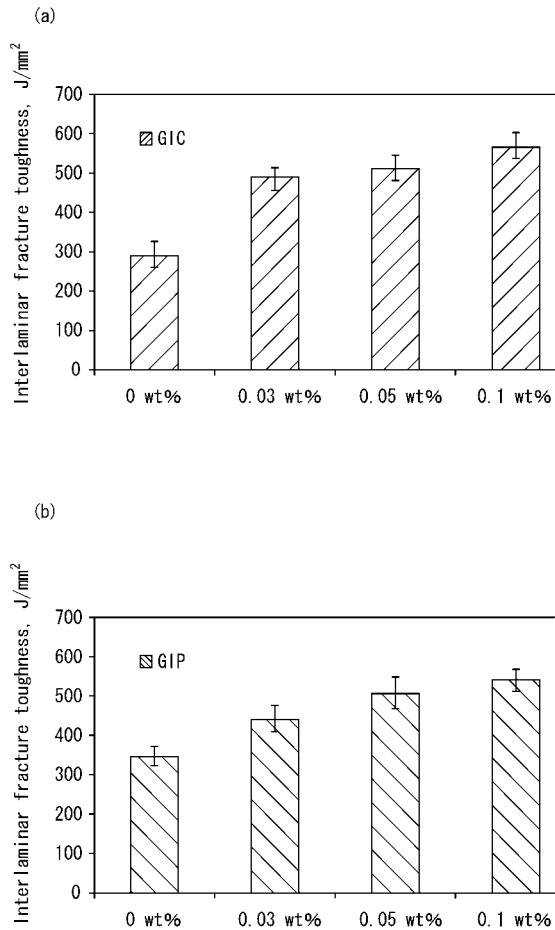 (a)
Interlaminar fracture toughness, J/mm²
700
600
500
400
300
200
100
0
GIC
0 wt%
0.03 wt%
0.05 wt%
0.1 wt%
(b)
Interlaminar fracture toughness, J/mm²
700
600
500
400
300
200
100
0
GIP
0 wt%
0.03 wt%
0.05 wt%
0.1 wt%